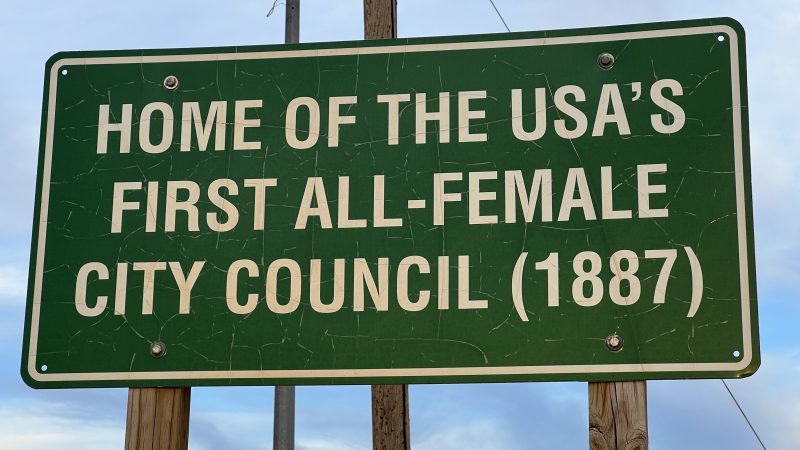 HOME OF THE USA'S
FIRST ALL-FEMALE
CITY COUNCIL (1887)